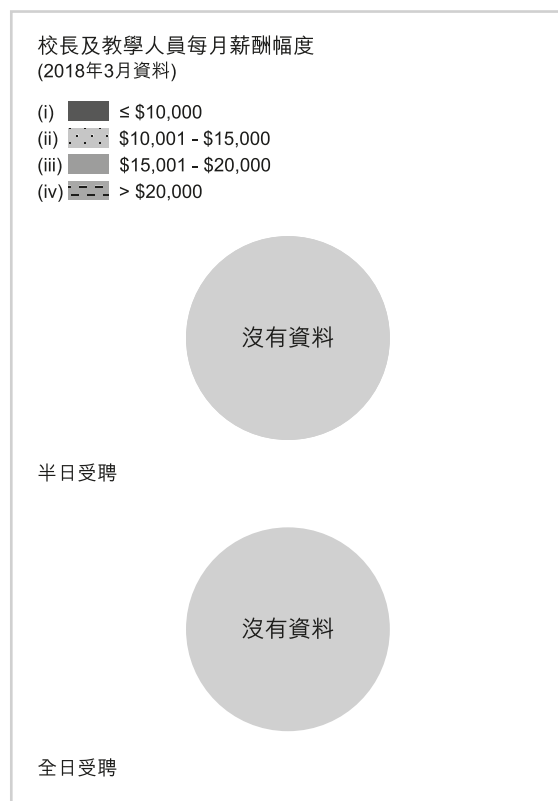 校長及教學人員每月薪酬幅度
(2018年3月資料)
(i) ≤ $10,000
(ii) $10,001 - $15,000
(iii) $15,001 - $20,000
(iv) > $20,000
沒有資料
半日受聘
沒有資料
全日受聘